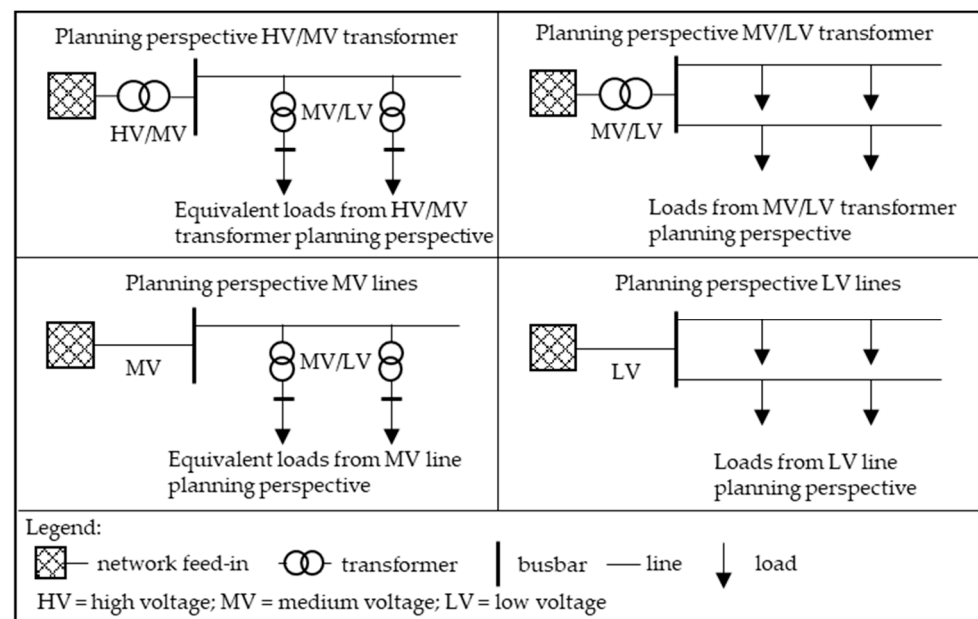 Planning perspective HV/MV transformer
HV/MV
MV/LV
Equivalent loads from HV/MV
transformer planning perspective
Planning perspective MV/LV transformer
MV/LV
Loads from MV/LV transformer
planning perspective
Planning perspective MV lines
MV
MV/LV
Equivalent loads from MV line
planning perspective
Planning perspective LV lines
LV
Loads from LV line
planning perspective
Legend:
network feed-in
transformer
busbar
line
load
HV = high voltage; MV = medium voltage; LV = low voltage